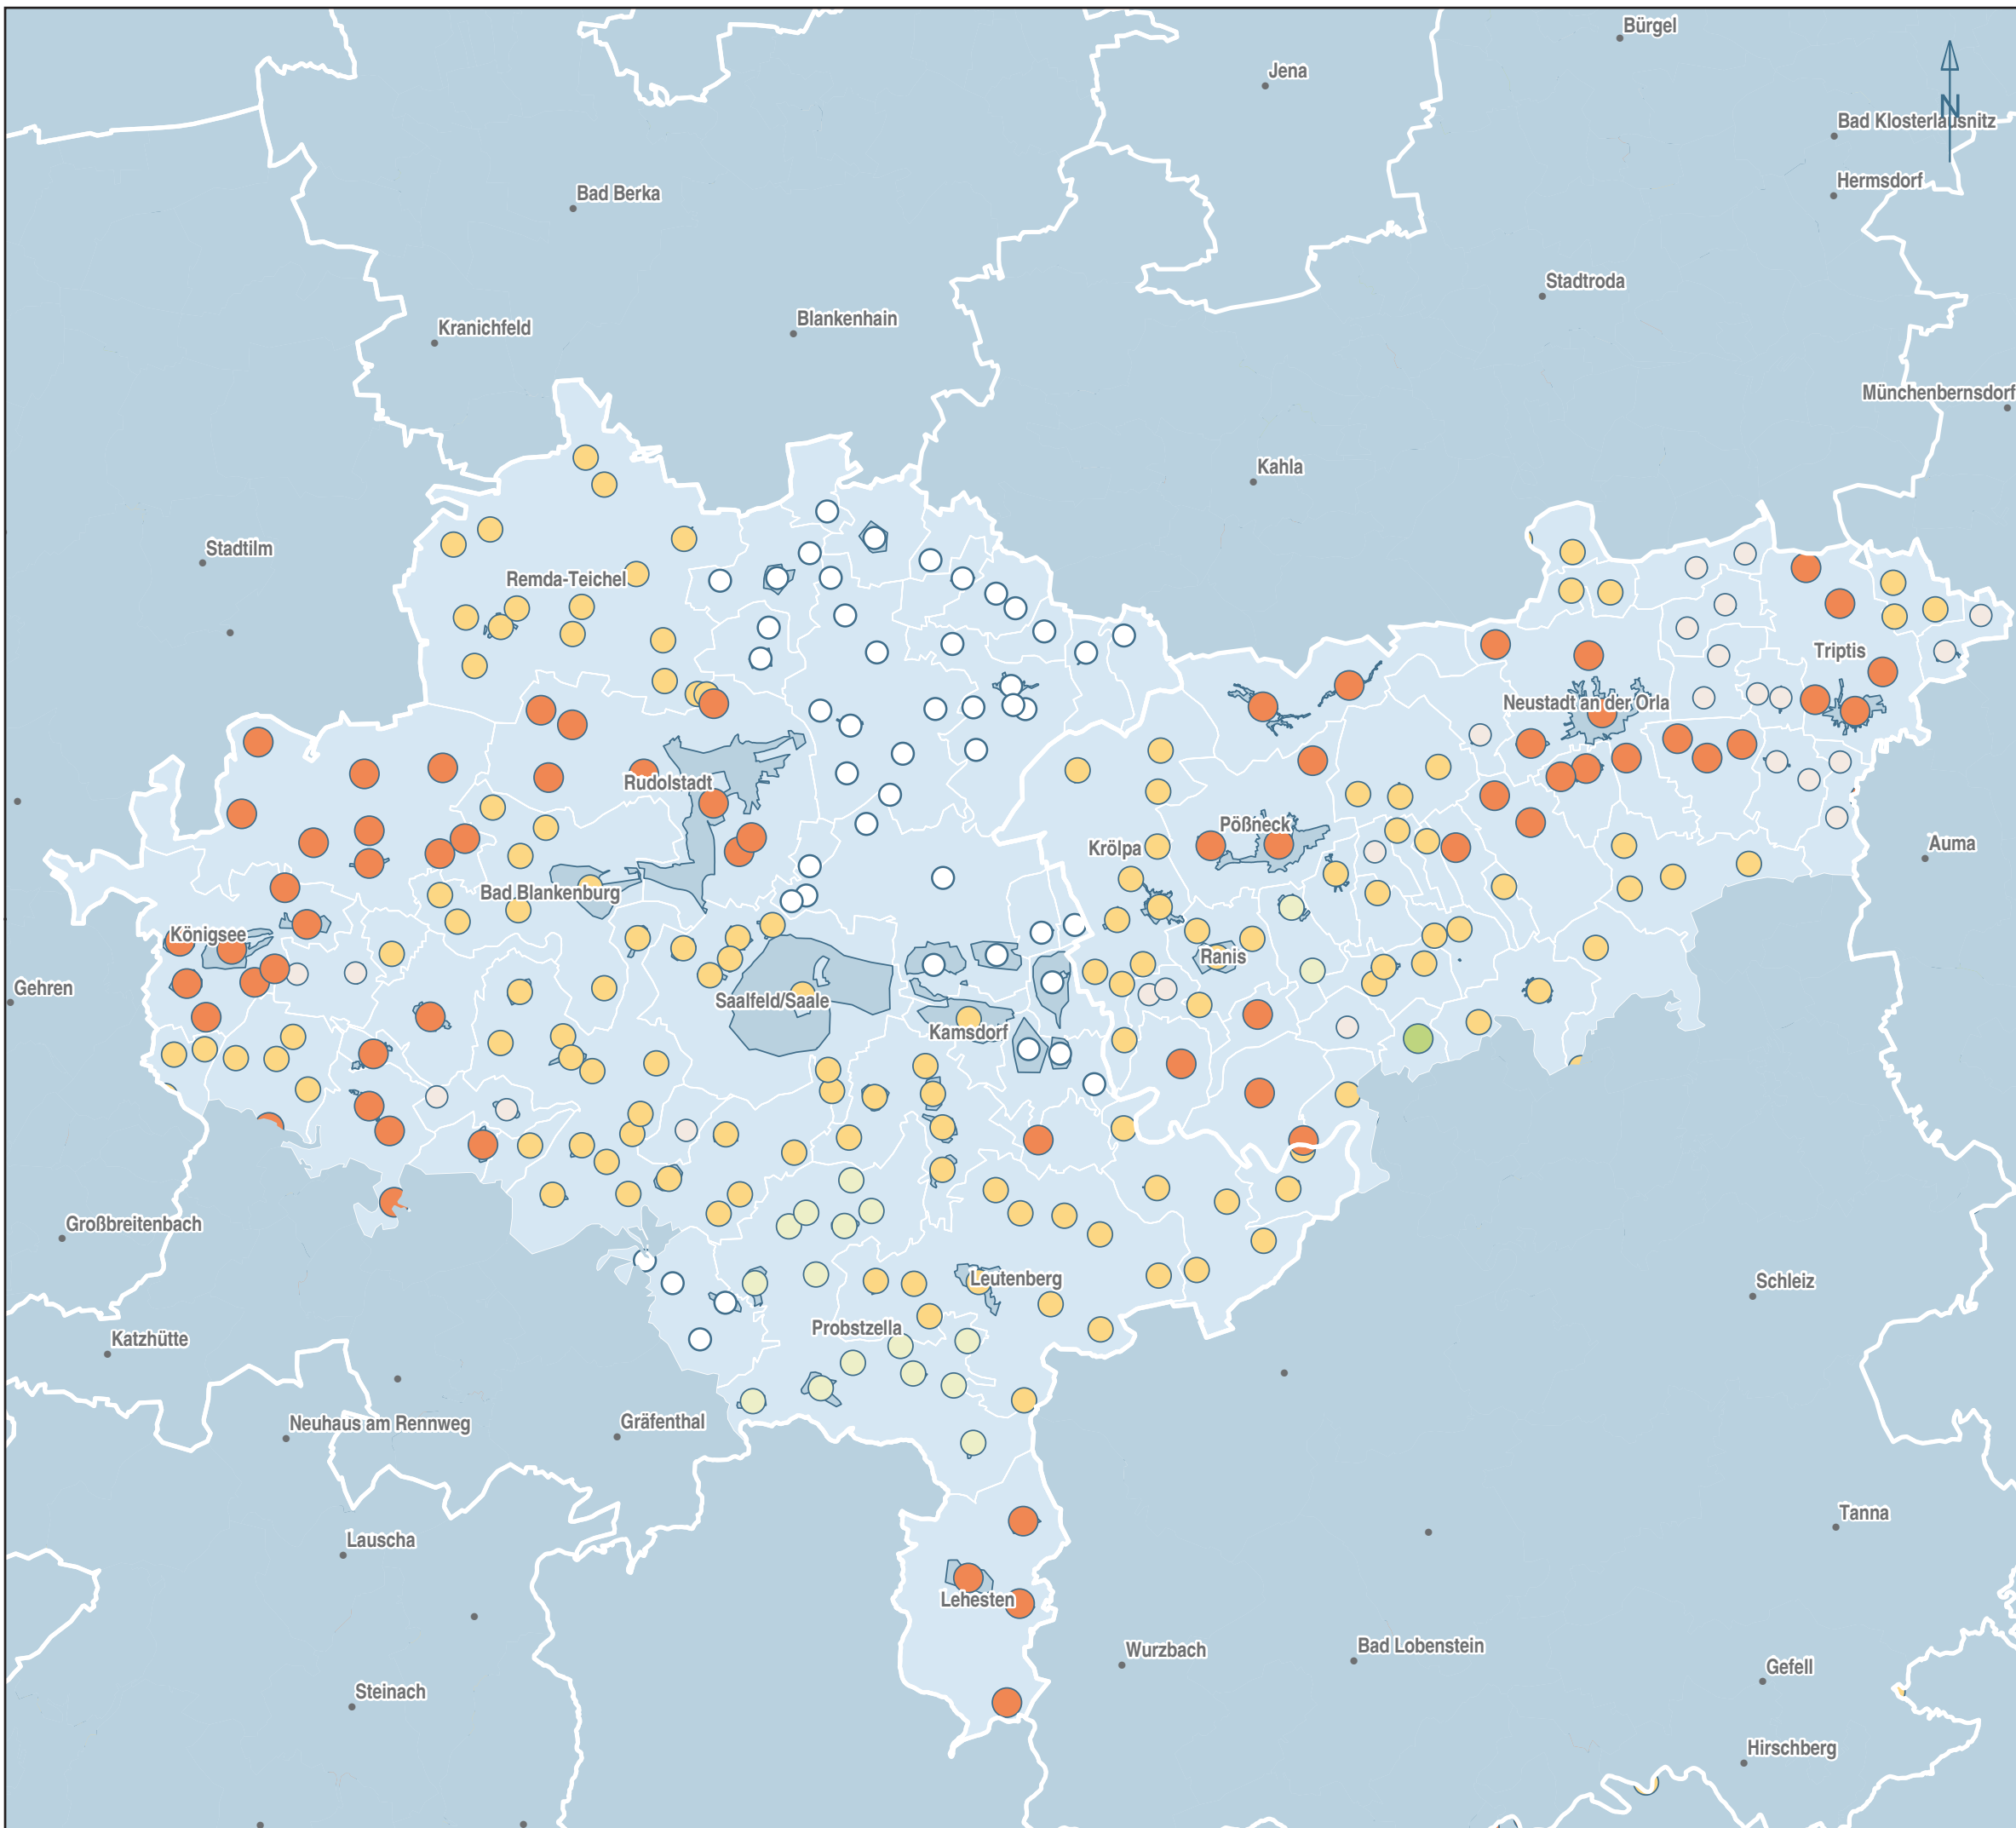 Bürgel
Jena
N
Bad Klosterlausnitz
Hermsdorf
Bad Berka
Stadtroda
Blankenhain
Kranichfeld
Münchenbernsdorf
Kahla
Stadtilm
Remda-Teichel
Triptis
Neustadt an der Orla
Rudolstadt
Pößneck
Krölpa
Auma
Bad Blankenburg
Königsee
Ranis
Gehren
Saalfeld/Saale
Kamsdorf
Großbreitenbach
Leutenberg
Schleiz
Probstzella
Katzhütte
Neuhaus am Rennweg
Gräfenthal
Tanna
Lauscha
Lehesten
Wurzbach
Bad Lobenstein
Gefell
Steinach
Hirschberg